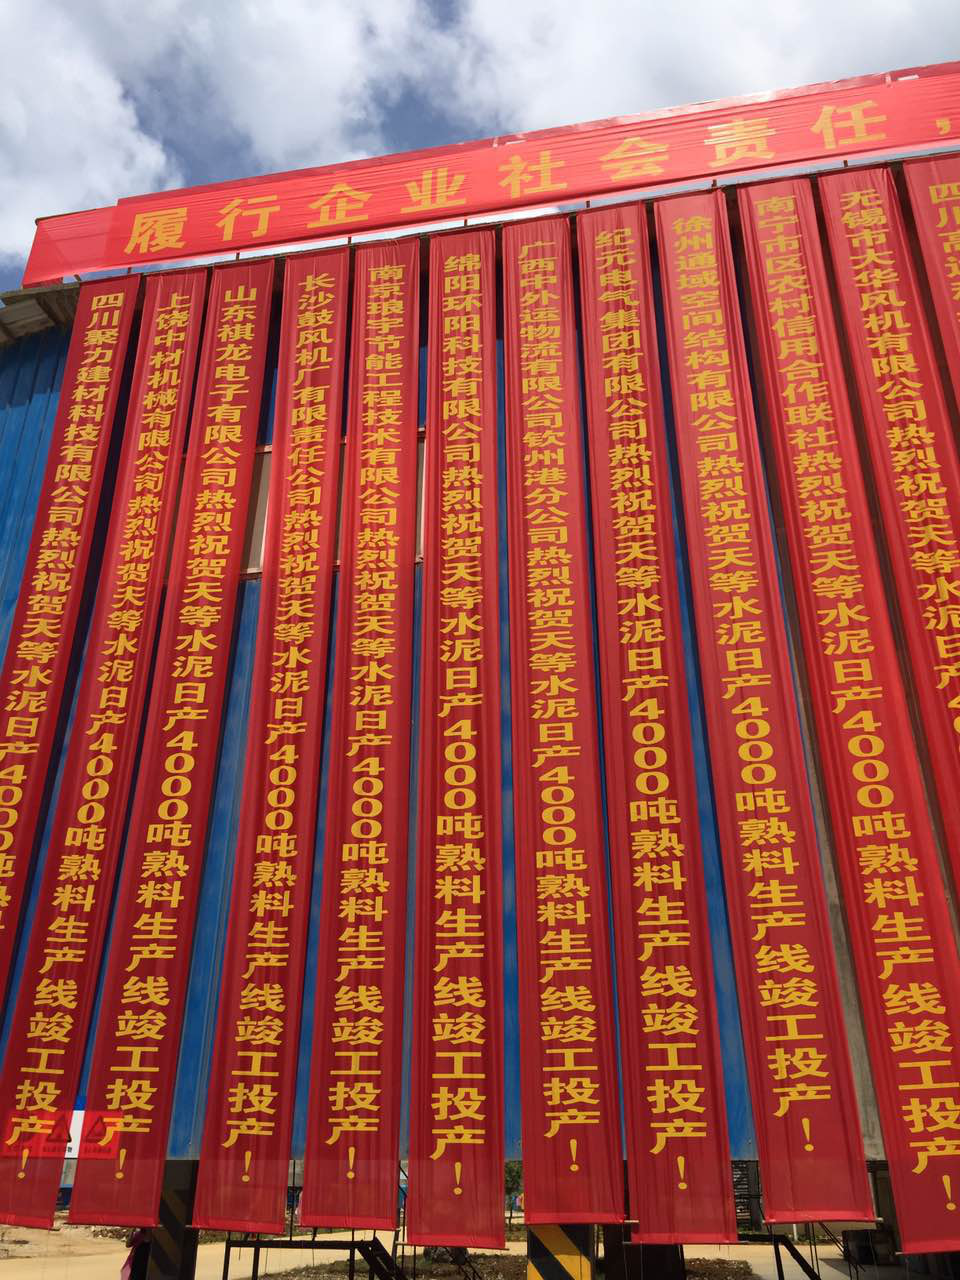 履行企业社会责任，
四川聚力建材科技有限公司热烈祝贺天等水泥日产4000吨熟
上饶中材机械有限公司热烈祝贺天等水泥日产4000吨熟料生产线竣工投产！
山东祺龙电子有限公司热烈祝贺天等水泥日产4000吨熟料生产线竣工投产！
长沙鼓风机厂有限责任公司热烈祝贺天等水泥日产4000吨熟料生产线竣工投产！
南京琅宇节能工程技术有限公司热烈祝贺天等水泥日产4000吨熟料生产线竣工投产！
绵阳环阳科技有限公司热烈祝贺天等水泥日产4000吨熟料生产线竣工投产！
广西中外运物流有限公司钦州港分公司热烈祝贺天等水泥日产4000吨熟料生产线竣工投产！
纪元电气集团有限公司热烈祝贺天等水泥日产4000吨熟料生产线竣工投产！
徐州通域空间结构有限公司热烈祝贺天等水泥日产4000吨熟料生产线竣工投产！
南宁市区农村信用合作联社热烈祝贺天等水泥日产4000吨熟料生产线竣工投产！
无锡市大华风机有限公司热烈祝贺天等水泥日产
四川高